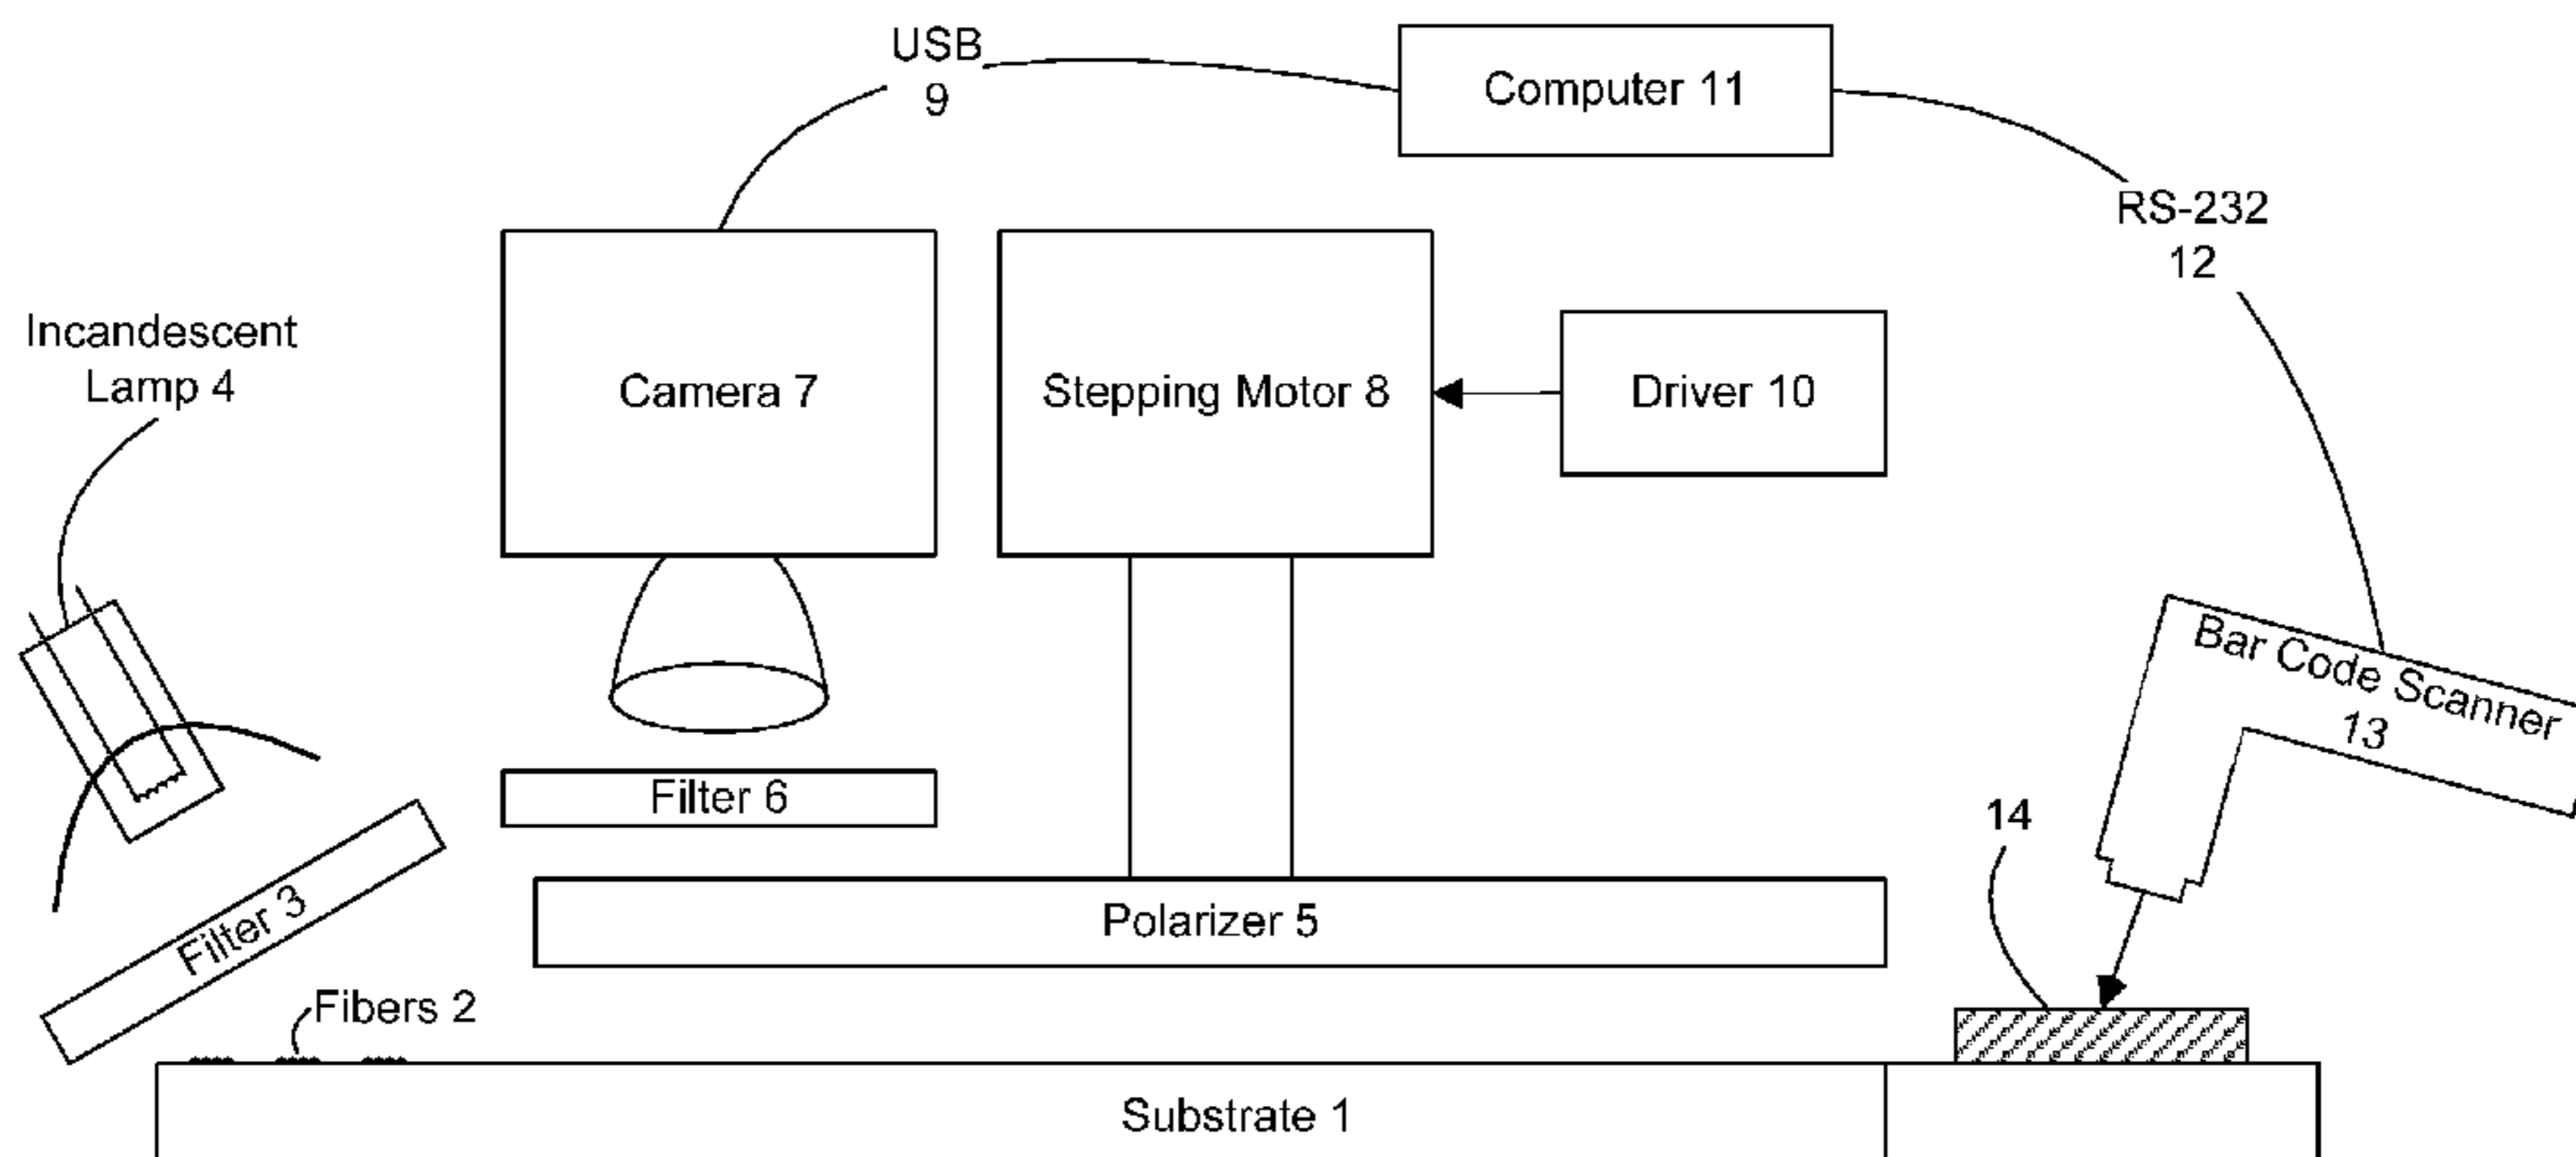 USB
9
Computer 11
RS-232
12
Incandescent
Lamp 4
Camera 7
Stepping Motor 8
Driver 10
Bar Code Scanner
13
Filter 6
14
Filter 3
Polarizer 5
Fibers 2
Substrate 1